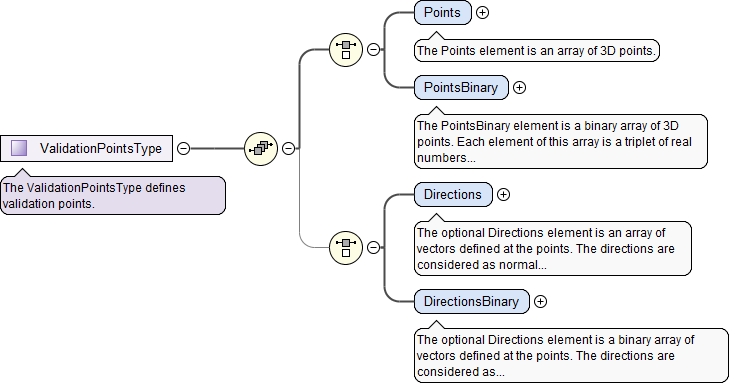 Points
The Points element is an array of 3D points.
PointsBinary
The PointsBinary element is a binary array of 3D
points. Each element of this array is a triplet of real
numbers...
ValidationPointsType
The ValidationPointsType defines
validation points.
Directions
The optional Directions element is an array of
vectors defined at the points. The directions are
considered as normal...
DirectionsBinary
The optional Directions element is a binary array of
vectors defined at the points. The directions are
considered as...